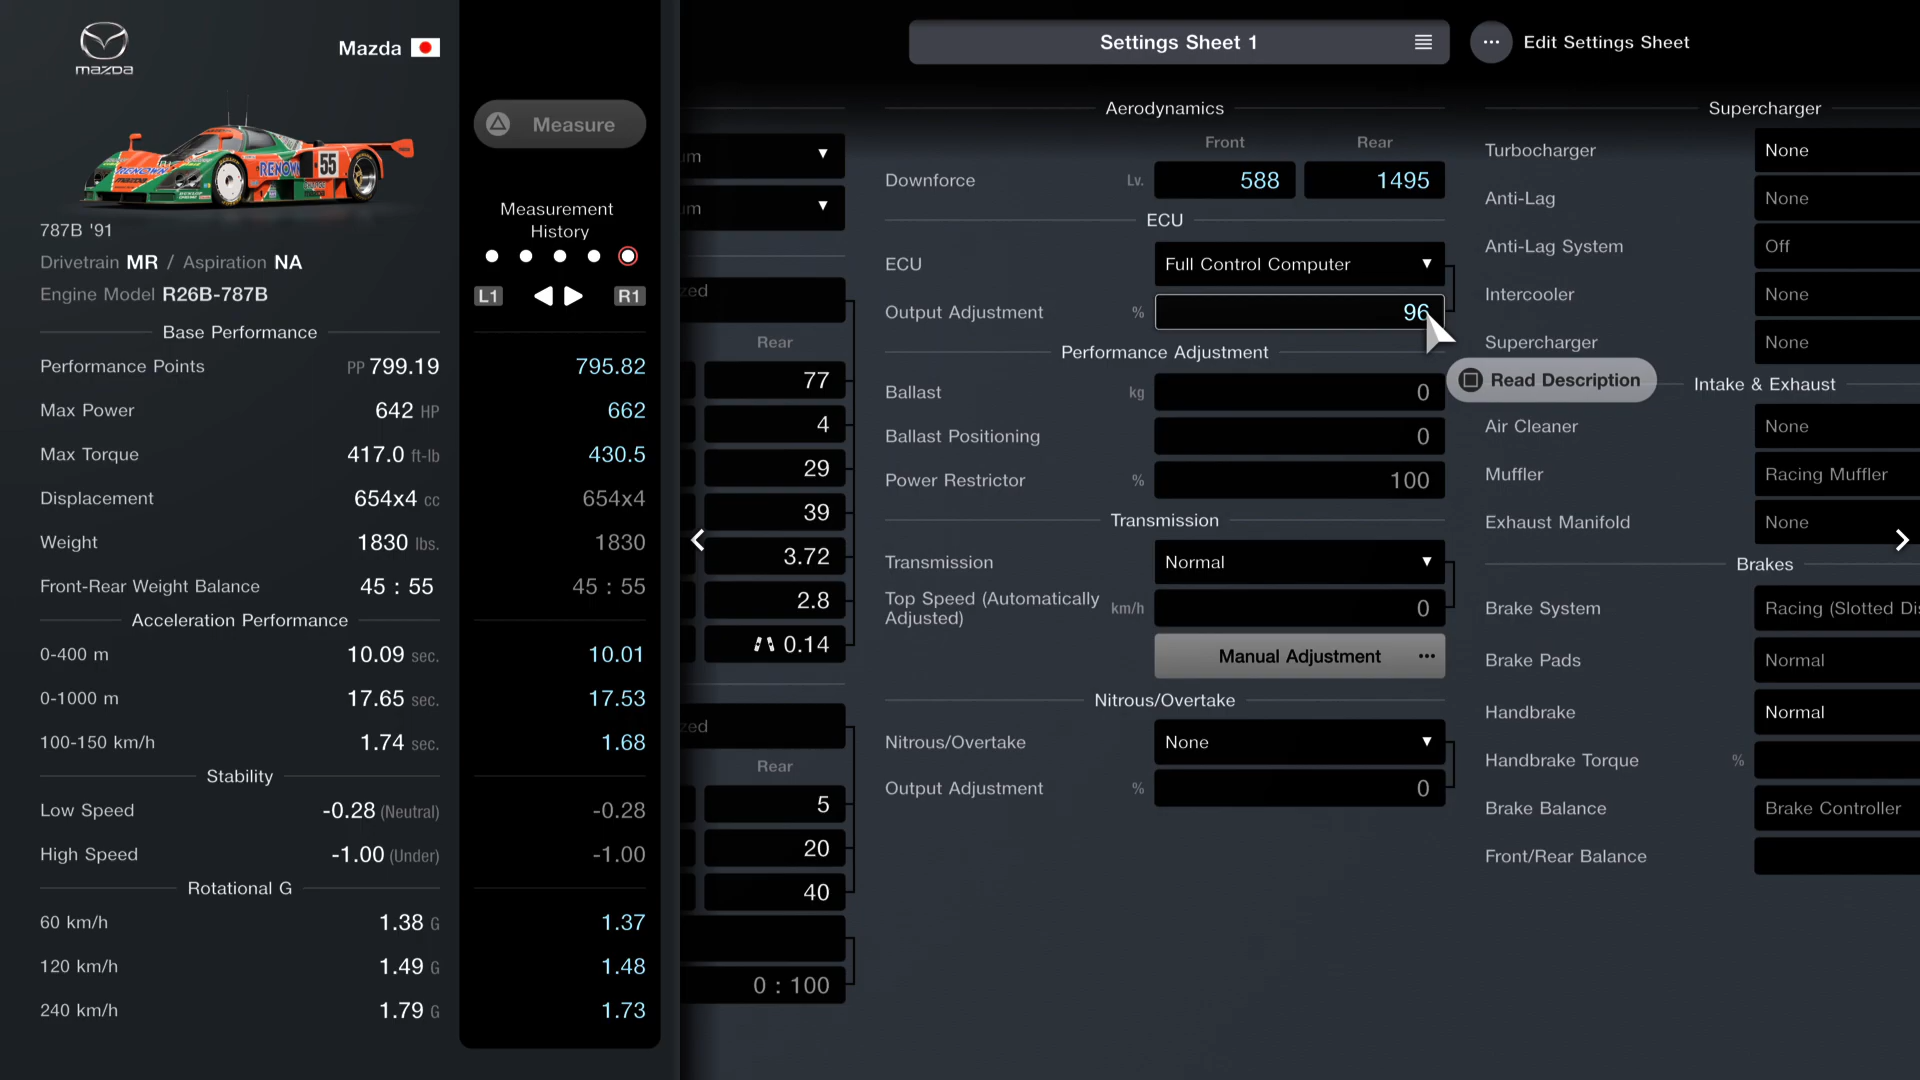 mazda
Mazda
55
RENOWN
787B '91
Drivetrain MR / Aspiration NA
Engine Model R26B-787B
Base Performance
Performance Points PP 799.19
Max Power 642 HP
Max Torque 417.0 ft-lb
Displacement 654x4 cc
Weight 1830 lbs.
Front-Rear Weight Balance 45 : 55
Acceleration Performance
0-400 m 10.09 sec.
0-1000 m 17.65 sec.
100-150 km/h 1.74 sec.
Stability
Low Speed -0.28 (Neutral)
High Speed -1.00 (Under)
Rotational G
60 km/h 1.38 G
120 km/h 1.49 G
240 km/h 1.79 G
Measure
Measurement
History
L1 R1
795.82
662
430.5
654x4
1830
45 : 55
10.01
17.53
1.68
-0.28
-1.00
1.37
1.48
1.73
Settings Sheet 1
Edit Settings Sheet
um
um
zed
Rear
77
4
29
39
3.72
2.8
0.14
zed
Rear
5
20
40
0 : 100
Aerodynamics
Front Rear
Downforce Lv. 588 1495
ECU
ECU Full Control Computer
Output Adjustment % 96
Performance Adjustment
Ballast kg 0
Ballast Positioning 0
Power Restrictor % 100
Transmission
Transmission Normal
Top Speed (Automatically
Adjusted) km/h 0
Manual Adjustment
Nitrous/Overtake
Nitrous/Overtake None
Output Adjustment % 0
Supercharger
Turbocharger None
Anti-Lag None
Anti-Lag System Off
Intercooler None
Supercharger None
Read Description
Intake & Exhaust
Air Cleaner None
Muffler Racing Muffler
Exhaust Manifold None
Brakes
Brake System Racing (Slotted Dis
Brake Pads Normal
Handbrake Normal
Handbrake Torque %
Brake Balance Brake Controller
Front/Rear Balance